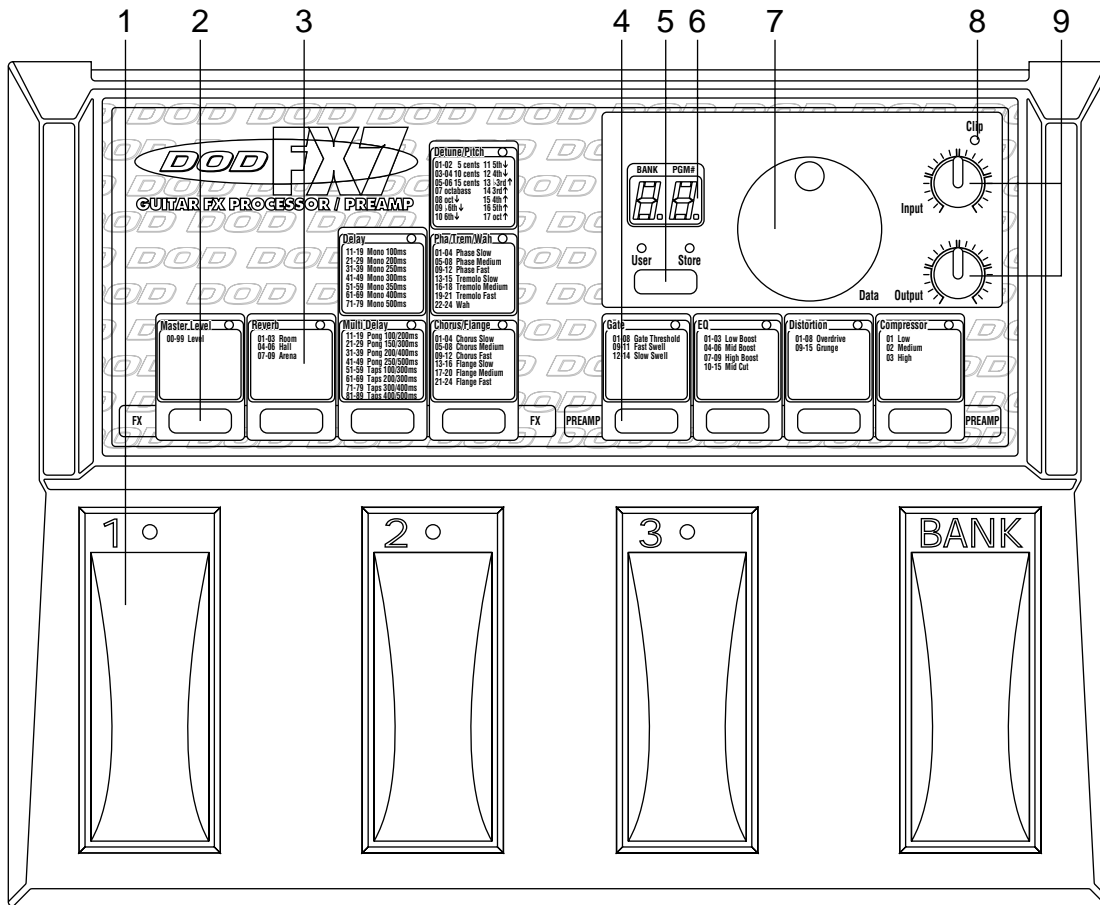 1 2 3 4 5 6 7 8 9
DOD DOD DOD DOD DOD DOD DOD
DOD FX7
GUITAR FX PROCESSOR / PREAMP
Detune/Pitch
01-02 5 cents 11 5th↓
03-04 10 cents 12 4th↓
05-06 15 cents 13 ♭3rd↑
07 octabass 14 3rd↑
08 oct↓ 15 4th↑
09 ♭6th↓ 16 5th↑
10 6th↓ 17 oct↑
Delay
11-19 Mono 100ms
21-29 Mono 200ms
31-39 Mono 250ms
41-49 Mono 300ms
51-59 Mono 350ms
61-69 Mono 400ms
71-79 Mono 500ms
Pha/Trem/Wah
01-04 Phase Slow
05-08 Phase Medium
09-12 Phase Fast
13-15 Tremolo Slow
16-18 Tremolo Medium
19-21 Tremolo Fast
22-24 Wah
Master Level
00-99 Level
Reverb
01-03 Room
04-06 Hall
07-09 Arena
Multi Delay
11-19 Pong 100/200ms
21-29 Pong 150/300ms
31-39 Pong 200/400ms
41-49 Pong 250/500ms
51-59 Taps 100/300ms
61-69 Taps 200/300ms
71-79 Taps 300/400ms
81-89 Taps 400/500ms
Chorus/Flange
01-04 Chorus Slow
05-08 Chorus Medium
09-12 Chorus Fast
13-16 Flange Slow
17-20 Flange Medium
21-24 Flange Fast
FX
FX
BANK PGM#
8.8.
User Store
Data
Clip
Input
Output
Gate
01-08 Gate Threshold
09-11 Fast Swell
12-14 Slow Swell
EQ
01-03 Low Boost
04-06 Mid Boost
07-09 High Boost
10-15 Mid Cut
Distortion
01-08 Overdrive
09-15 Grunge
Compressor
01 Low
02 Medium
03 High
PREAMP
PREAMP
1
2
3
BANK